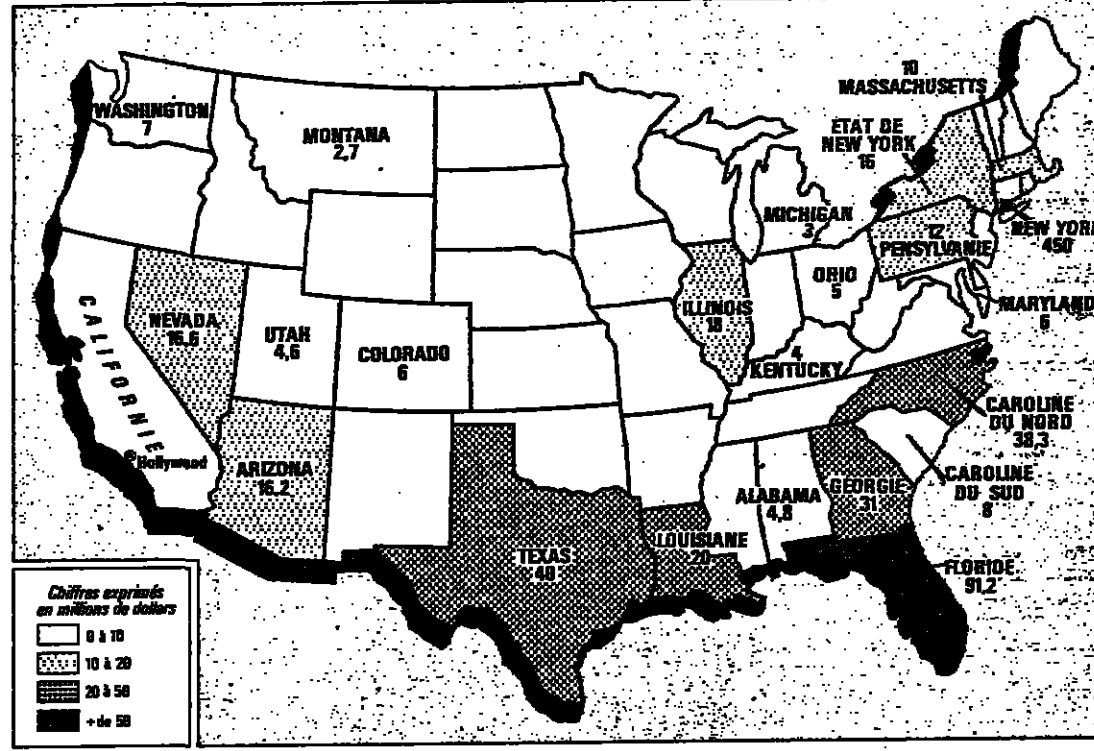 WASHINGTON
7
MONTANA
2,7
10
MASSACHUSETTS
ETAT DE
NEW YORK
16
MICHIGAN
3
NEW YORK
450
12
PENSYLVANIE
OHIO
5
MARYLAND
6
ILLINOIS
18
4
KENTUCKY
NEVADA
16,6
UTAH
4,6
COLORADO
6
CALIFORNIE
Hollywood
ARIZONA
16,2
CAROLINE
DU NORD
38,3
CAROLINE
DU SUD
8
ALABAMA
4,8
GEORGIE
31
LOUISIANE
20
TEXAS
48
FLORIDE
91,2
Chiffres exprimés
en millions de dollars
0 à 10
10 à 20
20 à 50
+ de 50